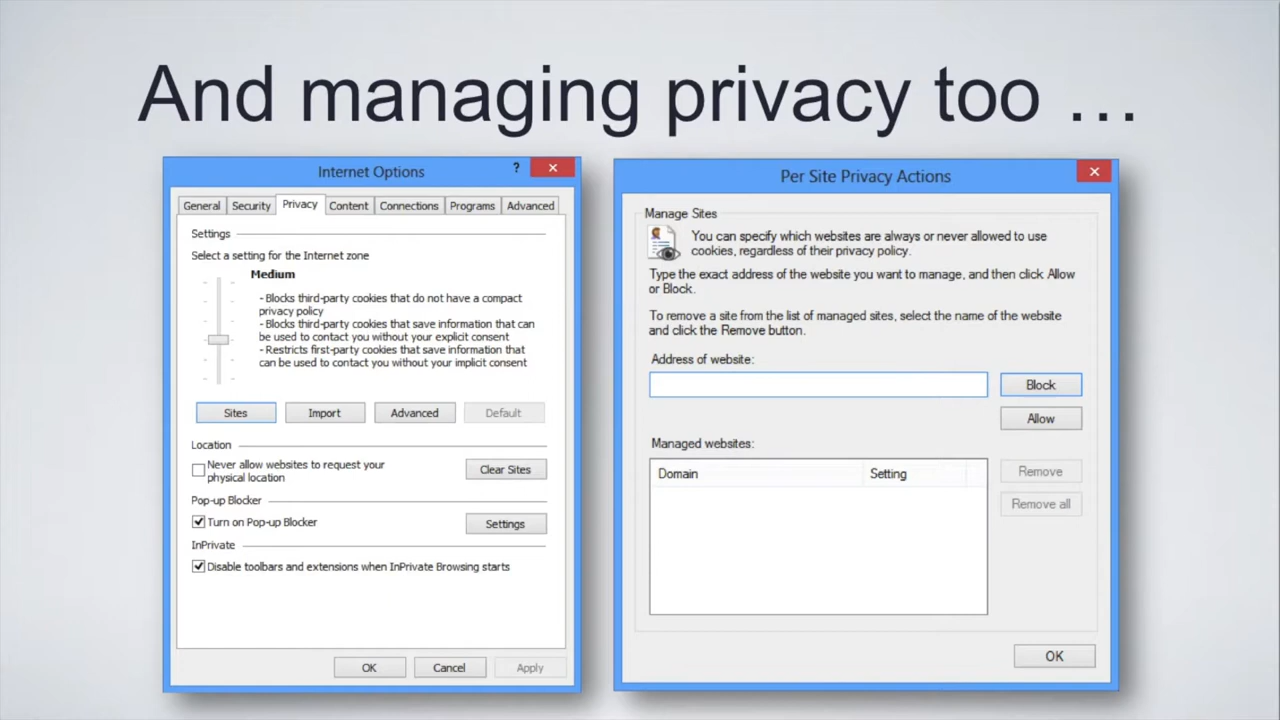 And managing privacy too …
Internet Options
?
General
Security
Privacy
Content
Connections
Programs
Advanced
Settings
Select a setting for the Internet zone
Medium
- Blocks third-party cookies that do not have a compact
privacy policy
- Blocks third-party cookies that save information that can
be used to contact you without your explicit consent
- Restricts first-party cookies that save information that
can be used to contact you without your implicit consent
Sites
Import
Advanced
Default
Location
Never allow websites to request your
physical location
Clear Sites
Pop-up Blocker
Turn on Pop-up Blocker
Settings
InPrivate
Disable toolbars and extensions when InPrivate Browsing starts
OK
Cancel
Apply
Per Site Privacy Actions
Manage Sites
You can specify which websites are always or never allowed to use
cookies, regardless of their privacy policy.
Type the exact address of the website you want to manage, and then click Allow
or Block.
To remove a site from the list of managed sites, select the name of the website
and click the Remove button.
Address of website:
Block
Allow
Managed websites:
Domain
Setting
Remove
Remove all
OK